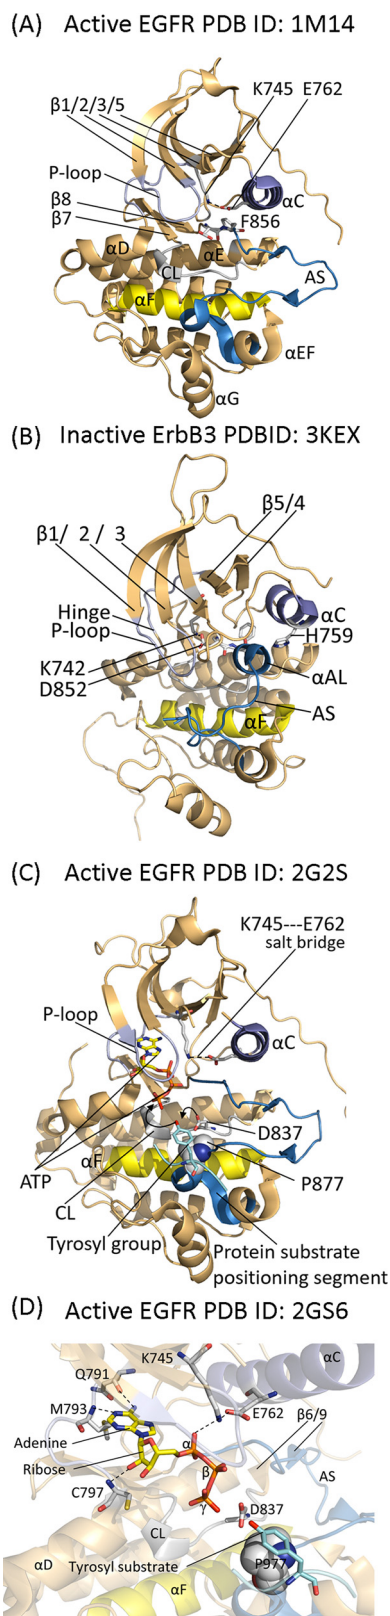 (A) Active EGFR PDB ID: 1M14
K745 E762
β1/2/3/5
P-loop
αC
β8
F856
β7
αD
αE
CL
AS
αF
αEF
αG
(B) Inactive ErbB3 PDBID: 3KEX
β5/4
β1/ 2 / 3
αC
Hinge
H759
P-loop
K742
αAL
D852
AS
αF
(C) Active EGFR PDB ID: 2G2S
K745---E762
salt bridge
P-loop
αC
D837
αF
ATP
P877
CL
Tyrosyl group
Protein substrate
positioning segment
(D) Active EGFR PDB ID: 2GS6
K745
αC
Q791
M793
E762
β6/9
Adenine
α
Ribose
β
AS
C797
γ
D837
CL
αD
Tyrosyl substrate
P977
αF